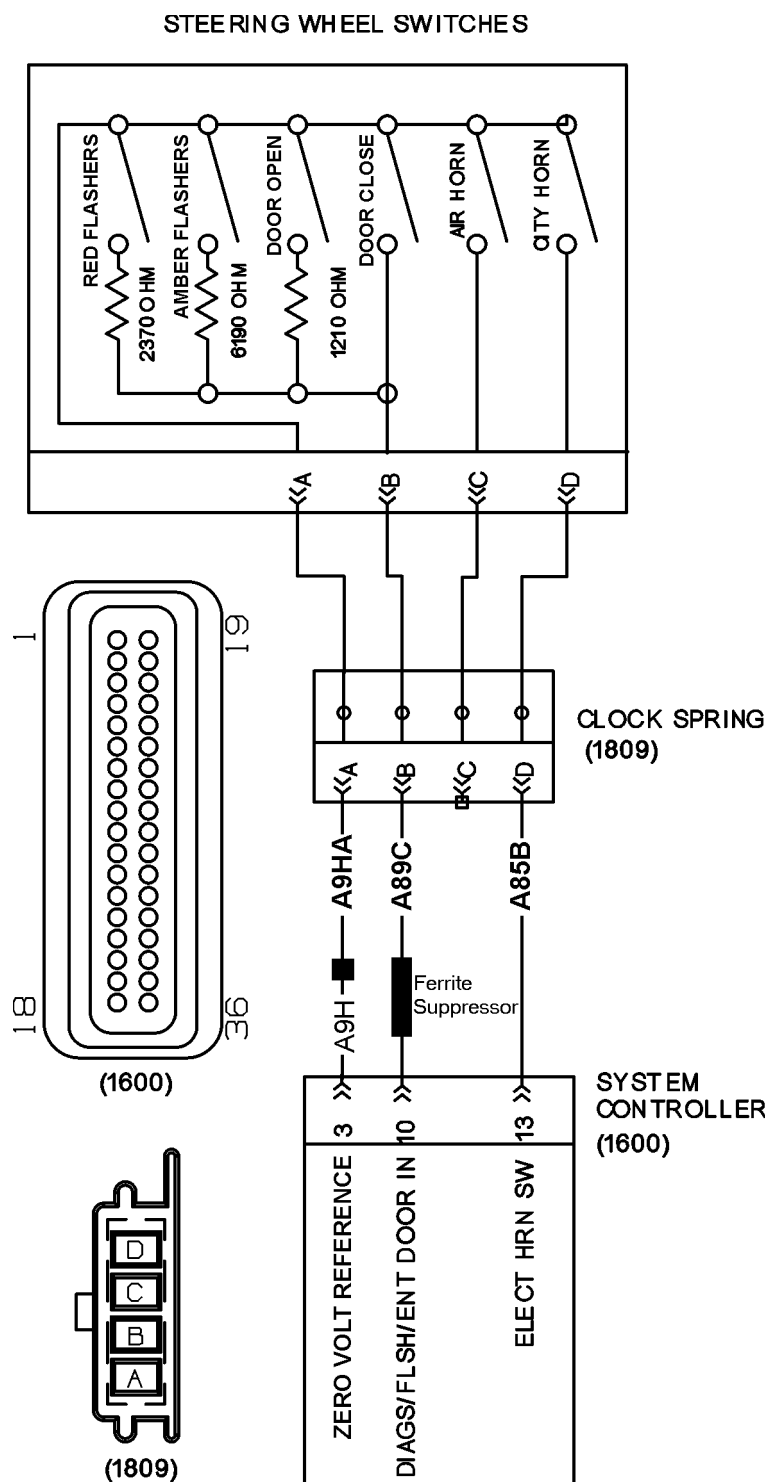 STEERING WHEEL SWITCHES
RED FLASHERS
2370 OHM
AMBER FLASHERS
6190 OHM
DOOR OPEN
1210 OHM
DOOR CLOSE
AIR HORN
CITY HORN
A
B
C
D
1
19
18
36
(1600)
CLOCK SPRING
(1809)
A
B
C
D
A9HA
A89C
A85B
Ferrite
Suppressor
A9H
SYSTEM
CONTROLLER
(1600)
3
10
13
ZERO VOLT REFERENCE
DIAGS/FLSH/ENT DOOR IN
ELECT HRN SW
D
C
B
A
(1809)